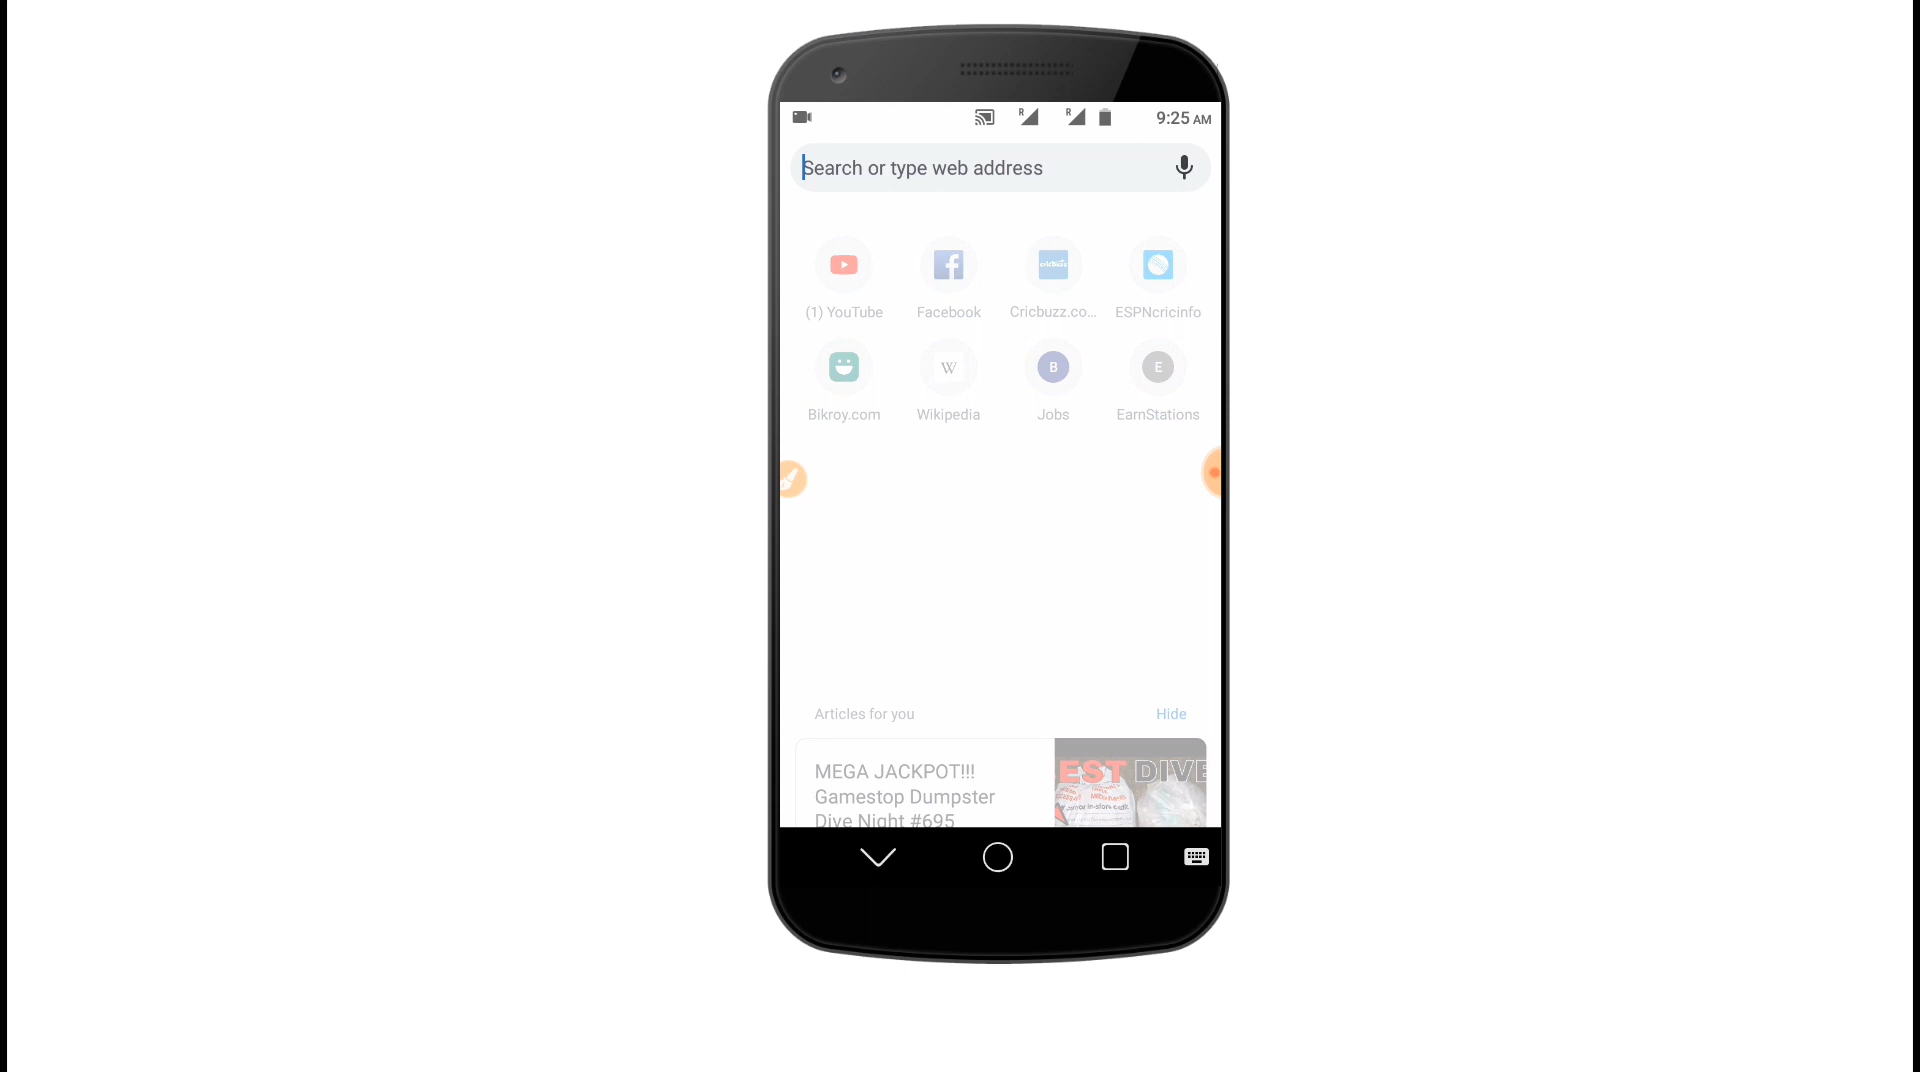 R
R
9:25 AM
Search or type web address
cricbuzz
(1) YouTube
Facebook
Cricbuzz.co...
ESPNcricinfo
W
B
E
Bikroy.com
Wikipedia
Jobs
EarnStations
Articles for you
Hide
MEGA JACKPOT!!!
Gamestop Dumpster
Dive Night #695
EST DIVE